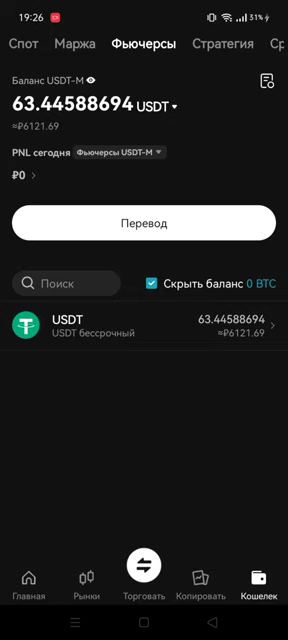 19:26 31%
Спот Маржа Фьючерсы Стратегия Ср
Баланс USDT-M
63.44588694 USDT
≈₽6121.69
PNL сегодня Фьючерсы USDT-M
₽0
Перевод
Поиск Скрыть баланс 0 BTC
USDT 63.44588694
USDT бессрочный ≈₽6121.69
Главная Рынки Торговать Копировать Кошелек